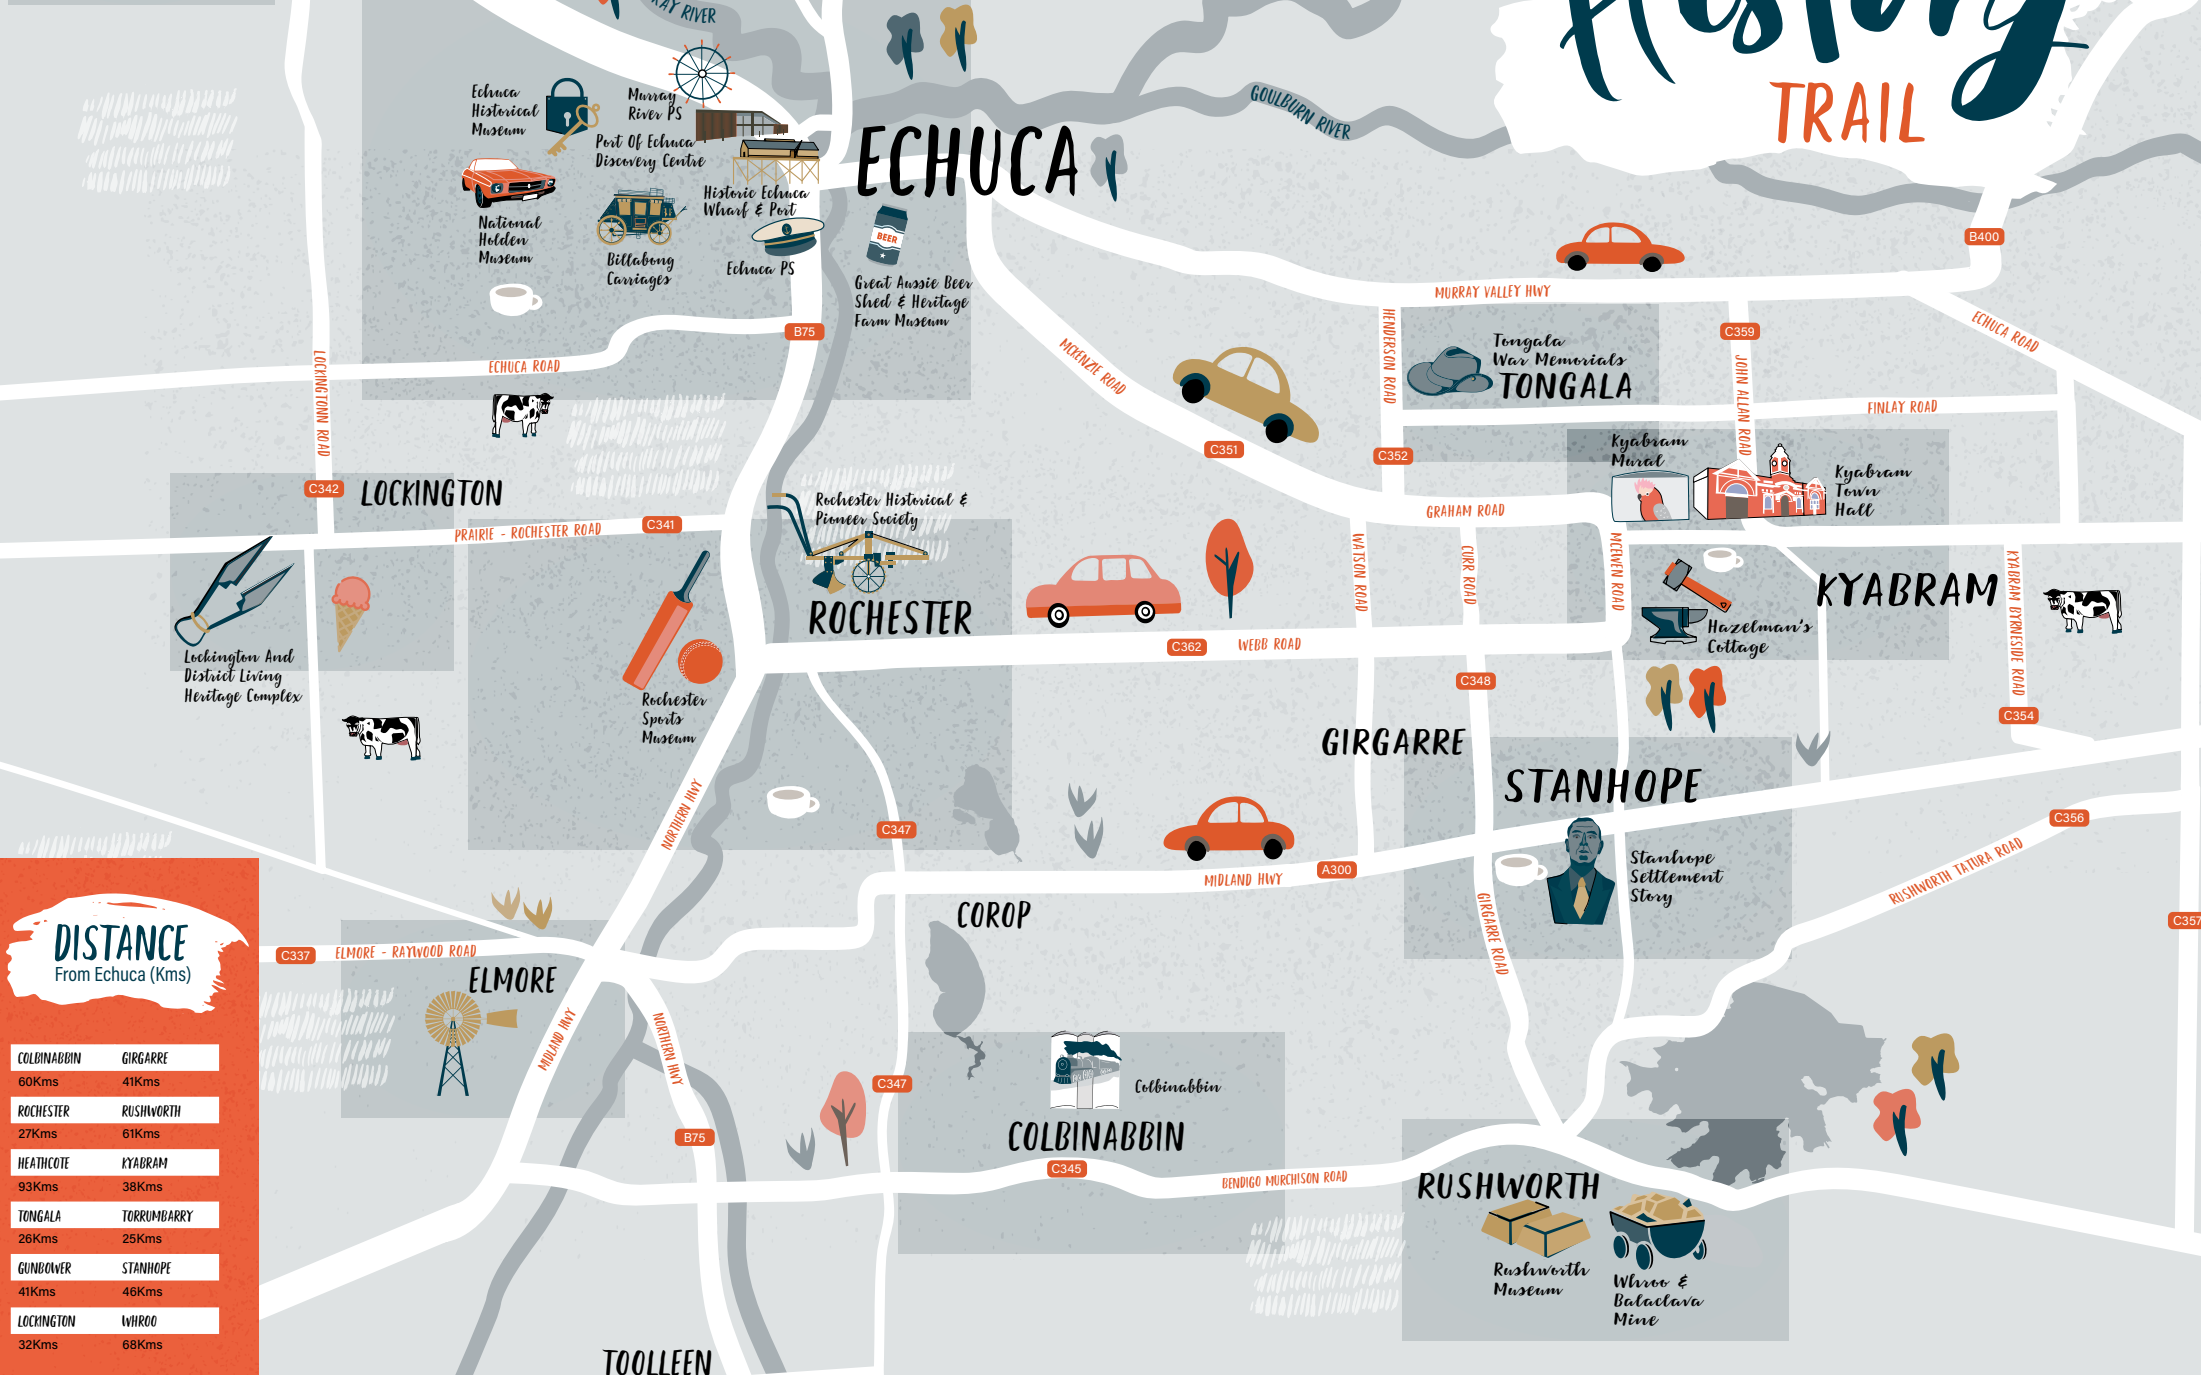 RAY RIVER
History
TRAIL
GOULBURN RIVER
Echuca
Historical
Museum
Murray
River PS
Port Of Echuca
Discovery Centre
ECHUCA
Historic Echuca
Wharf & Port
National
Holden
Museum
Billabong
Carriages
Echuca PS
BEER
Great Aussie Beer
Shed & Heritage
Farm Museum
B400
MURRAY VALLEY HWY
ECHUCA ROAD
B75
ECHUCA ROAD
LOCKINGTONN ROAD
MCKENZIE ROAD
HENDERSON ROAD
C359
JOHN ALLAN ROAD
Tongala
War Memorials
TONGALA
FINLAY ROAD
C351
C352
Kyabram
Mural
Kyabram
Town
Hall
C342
LOCKINGTON
PRAIRIE - ROCHESTER ROAD
C341
Rochester Historical &
Pioneer Society
ROCHESTER
GRAHAM ROAD
WATSON ROAD
CURR ROAD
MCEWEN ROAD
KYABRAM
KYABRAM BYRNESIDE ROAD
Hazelman's
Cottage
C362
WEBB ROAD
Lockington And
District Living
Heritage Complex
Rochester
Sports
Museum
C348
C354
GIRGARRE
STANHOPE
NORTHERN HWY
C347
C356
RUSHWORTH TATURA ROAD
MIDLAND HWY
A300
Stanhope
Settlement
Story
GIRGARRE ROAD
C357
COROP
C337
ELMORE - RAYWOOD ROAD
ELMORE
MIDLAND HWY
NORTHERN HWY
B75
C347
Colbinabbin
COLBINABBIN
C345
BENDIGO MURCHISON ROAD
RUSHWORTH
Rushworth
Museum
Whroo &
Balaclava
Mine
TOOLLEEN
DISTANCE
From Echuca (Kms)
COLBINABBIN GIRGARRE
60Kms 41Kms
ROCHESTER RUSHWORTH
27Kms 61Kms
HEATHCOTE KYABRAM
93Kms 38Kms
TONGALA TORRUMBARRY
26Kms 25Kms
GUNBOWER STANHOPE
41Kms 46Kms
LOCKINGTON WHROO
32Kms 68Kms